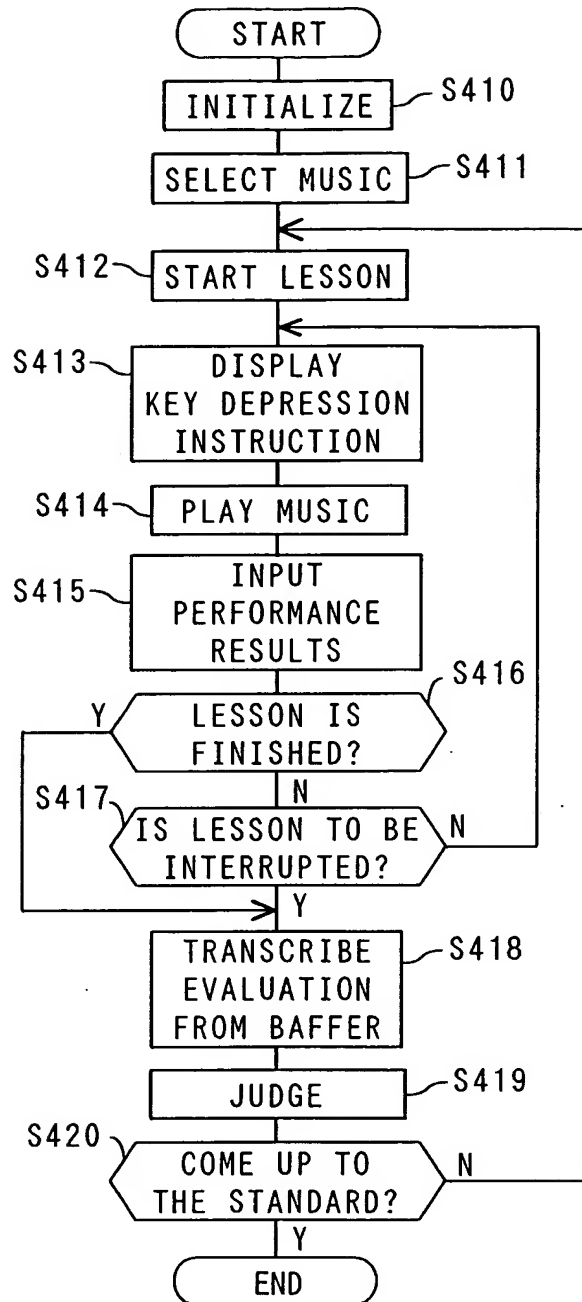 START
INITIALIZE
S410
SELECT MUSIC
S411
S412
START LESSON
S413
DISPLAY
KEY DEPRESSION
INSTRUCTION
S414
PLAY MUSIC
S415
INPUT
PERFORMANCE
RESULTS
S416
Y
LESSON IS
FINISHED?
N
S417
IS LESSON TO BE
INTERRUPTED?
N
Y
TRANSCRIBE
EVALUATION
FROM BAFFER
S418
JUDGE
S419
S420
COME UP TO
THE STANDARD?
N
Y
END